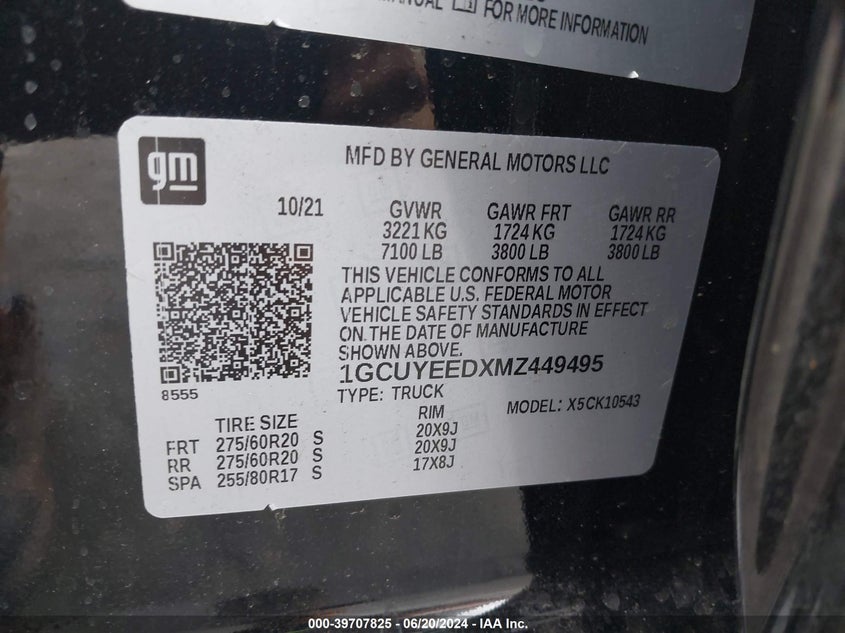 MANUAL FOR MORE INFORMATION
gm
MFD BY GENERAL MOTORS LLC
10/21 GVWR GAWR FRT GAWR RR
3221 KG 1724 KG 1724 KG
7100 LB 3800 LB 3800 LB
THIS VEHICLE CONFORMS TO ALL
APPLICABLE U.S. FEDERAL MOTOR
VEHICLE SAFETY STANDARDS IN EFFECT
ON THE DATE OF MANUFACTURE
SHOWN ABOVE.
8555 1GCUYEEDXMZ449495
TYPE: TRUCK MODEL: X5CK10543
TIRE SIZE RIM
FRT 275/60R20 S 20X9J
RR 275/60R20 S 20X9J
SPA 255/80R17 S 17X8J
000-39707825 / 06/20/2024 - IAA Inc.